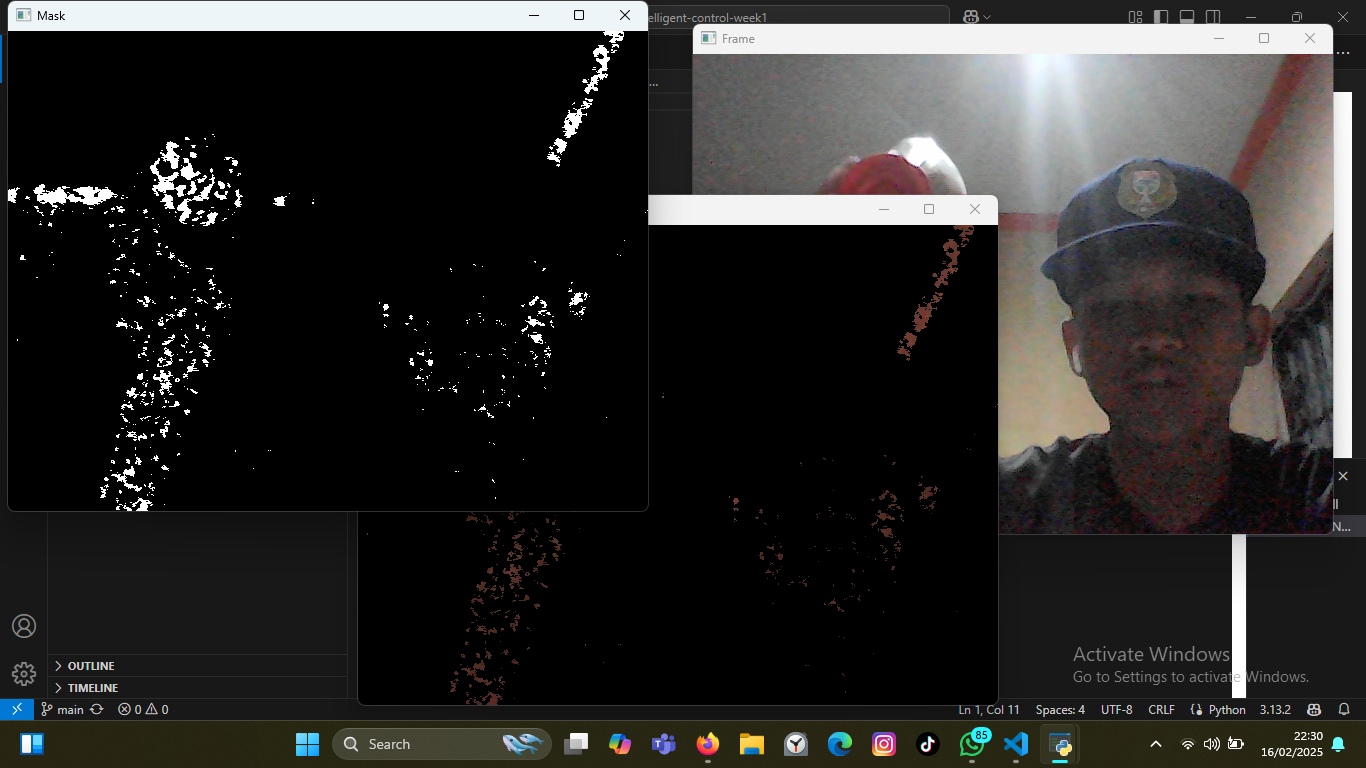 Mask
elligent-control-week1
Frame
...
...
ll
N...
OUTLINE
TIMELINE
Activate Windows
Go to Settings to activate Windows.
main
0
0
Ln 1, Col 11
Spaces: 4
UTF-8
CRLF
Python
3.13.2
Search
85
22:30
16/02/2025